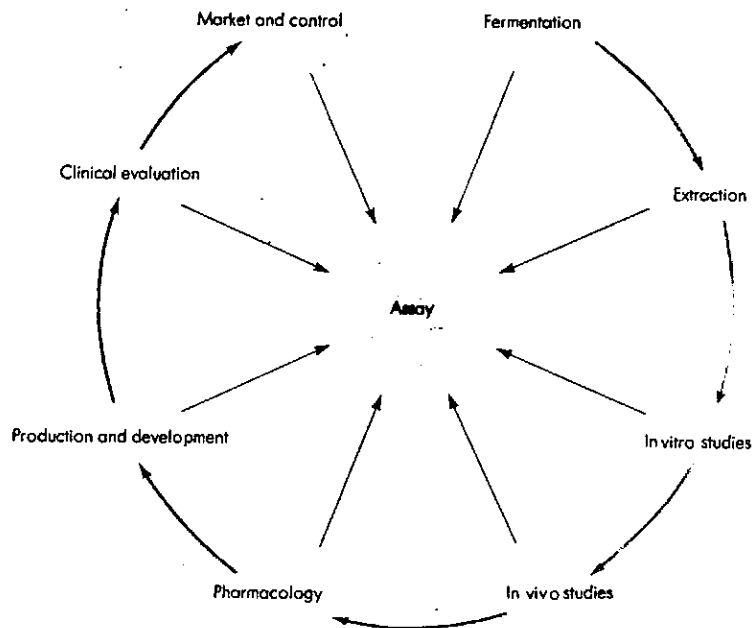 Market and control
Fermentation
Clinical evaluation
Extraction
Assay
Production and development
In vitro studies
Pharmacology
In vivo studies